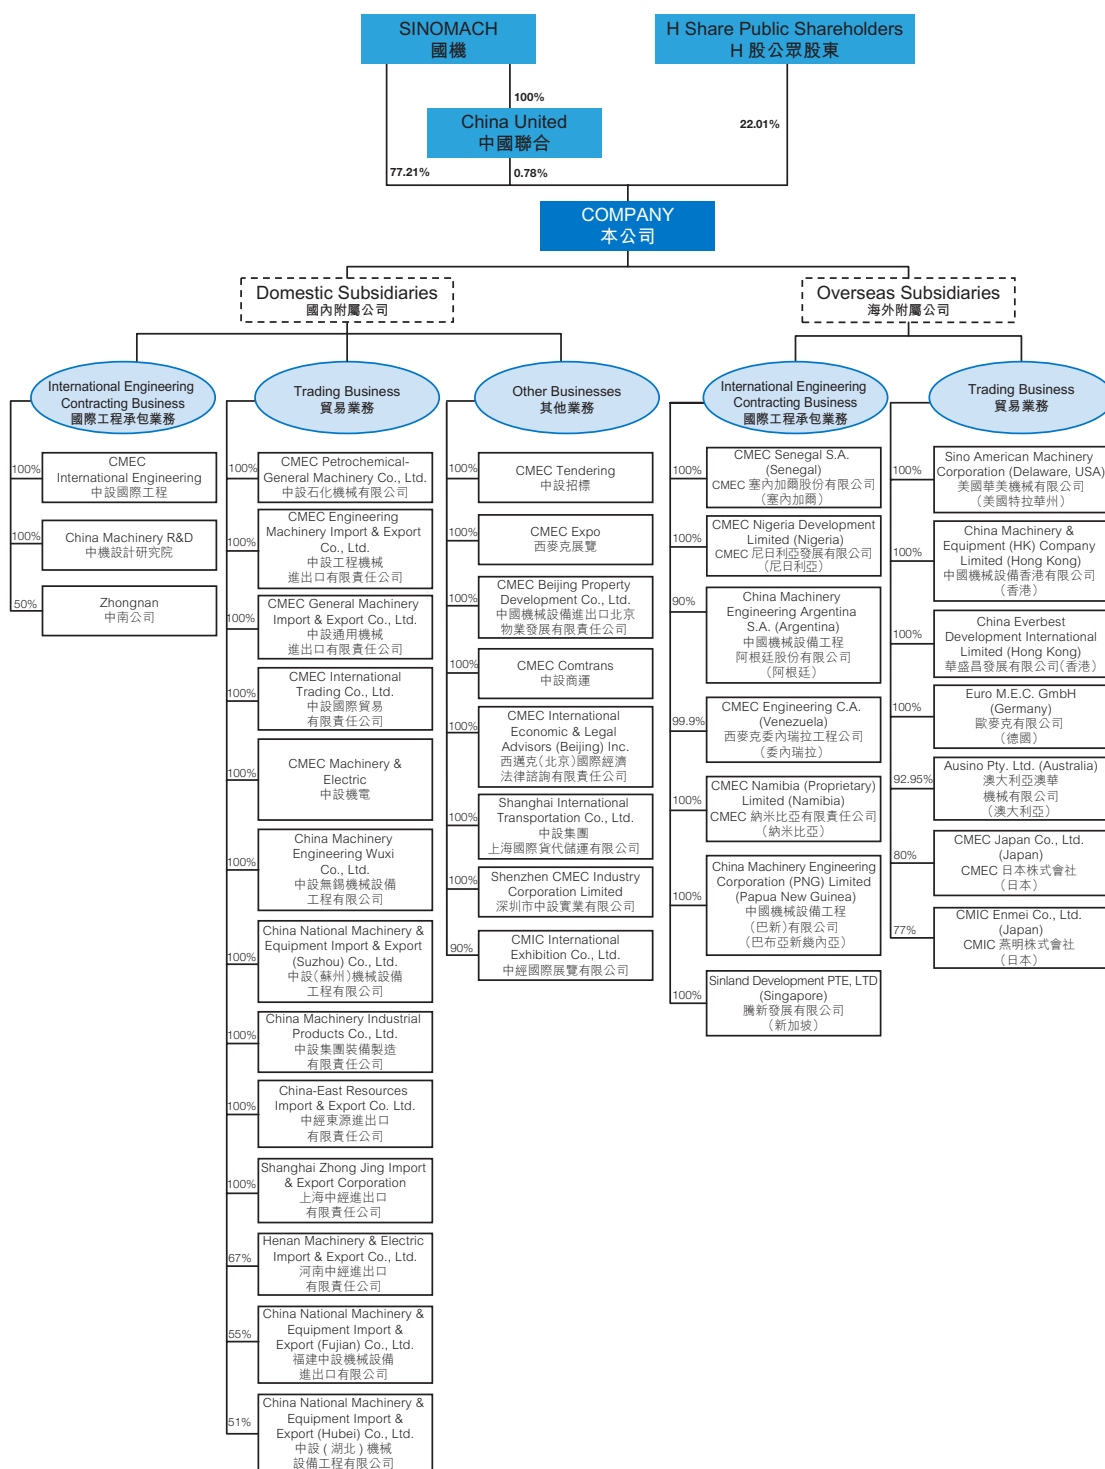 SINOMACH
國機
H Share Public Shareholders
H 股公眾股東
100%
China United
中國聯合
22.01%
77.21%
0.78%
COMPANY
本公司
Domestic Subsidiaries
國內附屬公司
Overseas Subsidiaries
海外附屬公司
International Engineering
Contracting Business
國際工程承包業務
100%
CMEC
International Engineering
中設國際工程
100%
China Machinery R&D
中機設計研究院
50%
Zhongnan
中南公司
Trading Business
貿易業務
100%
CMEC Petrochemical-
General Machinery Co., Ltd.
中設石化機械有限公司
100%
CMEC Engineering
Machinery Import & Export
Co., Ltd.
中設工程機械
進出口有限責任公司
100%
CMEC General Machinery
Import & Export Co., Ltd.
中設通用機械
進出口有限責任公司
100%
CMEC International
Trading Co., Ltd.
中設國際貿易
有限責任公司
100%
CMEC Machinery &
Electric
中設機電
100%
China Machinery
Engineering Wuxi
Co., Ltd.
中設無錫機械設備
工程有限公司
100%
China National Machinery &
Equipment Import & Export
(Suzhou) Co., Ltd.
中設（蘇州）機械設備
工程有限公司
100%
China Machinery Industrial
Products Co., Ltd.
中設集團裝備製造
有限責任公司
100%
China-East Resources
Import & Export Co. Ltd.
中經東源進出口
有限責任公司
100%
Shanghai Zhong Jing Import
& Export Corporation
上海中經進出口
有限責任公司
67%
Henan Machinery & Electric
Import & Export Co., Ltd.
河南中經進出口
有限責任公司
55%
China National Machinery &
Equipment Import &
Export (Fujian) Co., Ltd.
福建中設機械設備
進出口有限公司
51%
China National Machinery &
Equipment Import &
Export (Hubei) Co., Ltd.
中設 ( 湖北 ) 機械
設備工程有限公司
Other Businesses
其他業務
100%
CMEC Tendering
中設招標
100%
CMEC Expo
西麥克展覽
100%
CMEC Beijing Property
Development Co., Ltd.
中國機械設備進出口北京
物業發展有限責任公司
100%
CMEC Comtrans
中設商運
100%
CMEC International
Economic & Legal
Advisors (Beijing) Inc.
西邁克（北京）國際經濟
法律諮詢有限責任公司
100%
Shanghai International
Transportation Co., Ltd.
中設集團
上海國際貨代儲運有限公司
100%
Shenzhen CMEC Industry
Corporation Limited
深圳市中設實業有限公司
90%
CMIC International
Exhibition Co., Ltd.
中經國際展覽有限公司
International Engineering
Contracting Business
國際工程承包業務
100%
CMEC Senegal S.A.
(Senegal)
CMEC 塞內加爾股份有限公司
（塞內加爾）
100%
CMEC Nigeria Development
Limited (Nigeria)
CMEC 尼日利亞發展有限公司
（尼日利亞）
90%
China Machinery
Engineering Argentina
S.A. (Argentina)
中國機械設備工程
阿根廷股份有限公司
（阿根廷）
99.9%
CMEC Engineering C.A.
(Venezuela)
西麥克委內瑞拉工程公司
（委內瑞拉）
100%
CMEC Namibia (Proprietary)
Limited (Namibia)
CMEC 納米比亞有限責任公司
（納米比亞）
100%
China Machinery Engineering
Corporation (PNG) Limited
(Papua New Guinea)
中國機械設備工程
（巴新）有限公司
（巴布亞新幾內亞）
100%
Sinland Development PTE, LTD
(Singapore)
騰新發展有限公司
（新加坡）
Trading Business
貿易業務
100%
Sino American Machinery
Corporation (Delaware, USA)
美國華美機械有限公司
（美國特拉華州）
100%
China Machinery &
Equipment (HK) Company
Limited (Hong Kong)
中國機械設備香港有限公司
（香港）
100%
China Everbest
Development International
Limited (Hong Kong)
華盛昌發展有限公司（香港）
100%
Euro M.E.C. GmbH
(Germany)
歐麥克有限公司
（德國）
92.95%
Ausino Pty. Ltd. (Australia)
澳大利亞澳華
機械有限公司
（澳大利亞）
80%
CMEC Japan Co., Ltd.
(Japan)
CMEC 日本株式會社
（日本）
77%
CMIC Enmei Co., Ltd.
(Japan)
CMIC 燕明株式會社
（日本）